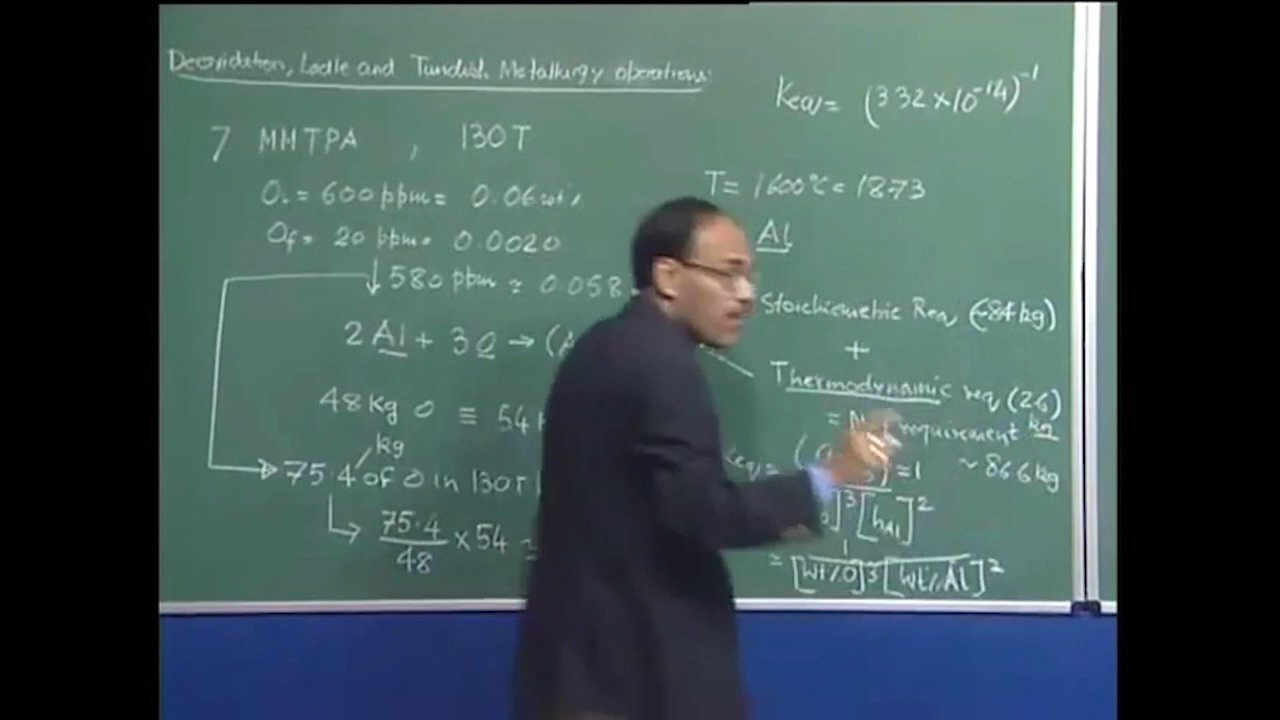 Deoxidation, Ladle and Tundish Metallurgy operations
7 MMTPA , 130T
O. = 600 ppm = 0.06 wt%
Of = 20 ppm = 0.0020
↓ 580 ppm ≃ 0.058
2 Al + 3 O → (A
48 Kg O ≡ 54
kg
75.4 of O in 130T
75.4/48 × 54 ≃
Keq = (3.32 × 10^-14)^-1
T = 1600°C = 1873
Al
Stoichiometric Req (~84 kg)
+
Thermodynamic req (2.6) kg
= requirement ~ 86.6 kg
Keq = = 1
]^3 [hAl]^2
≃ 1/[wt% O]^3 [wt% Al]^2